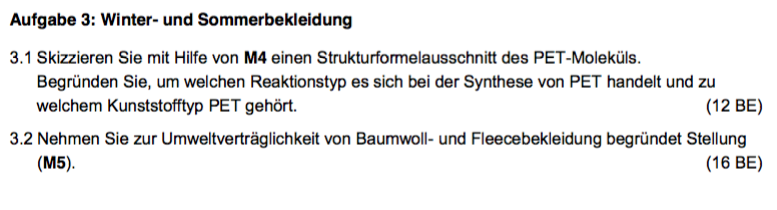 Aufgabe 3: Winter- und Sommerbekleidung
3.1 Skizzieren Sie mit Hilfe von M4 einen Strukturformelausschnitt des PET-Moleküls.
Begründen Sie, um welchen Reaktionstyp es sich bei der Synthese von PET handelt und zu
welchem Kunststofftyp PET gehört. (12 BE)
3.2 Nehmen Sie zur Umweltverträglichkeit von Baumwoll- und Fleecebekleidung begründet Stellung
(M5). (16 BE)